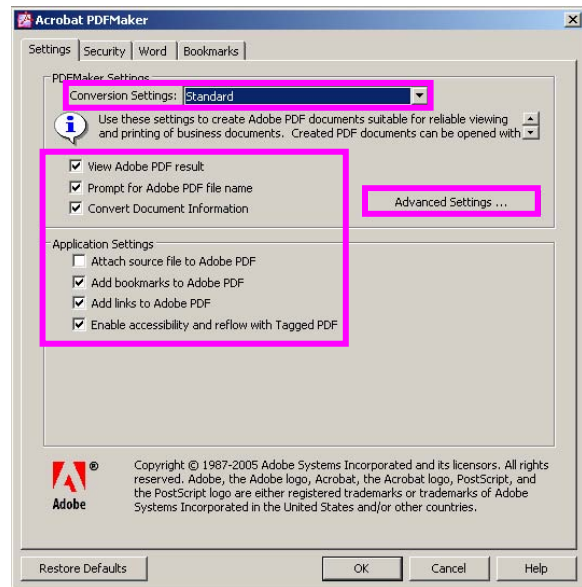 Acrobat PDFMaker
Settings Security Word Bookmarks
PDFMaker Settings
Conversion Settings: Standard
Use these settings to create Adobe PDF documents suitable for reliable viewing
and printing of business documents. Created PDF documents can be opened with
View Adobe PDF result
Prompt for Adobe PDF file name
Convert Document Information
Advanced Settings ...
Application Settings
Attach source file to Adobe PDF
Add bookmarks to Adobe PDF
Add links to Adobe PDF
Enable accessibility and reflow with Tagged PDF
Adobe
Copyright © 1987-2005 Adobe Systems Incorporated and its licensors. All rights
reserved. Adobe, the Adobe logo, Acrobat, the Acrobat logo, PostScript, and
the PostScript logo are either registered trademarks or trademarks of Adobe
Systems Incorporated in the United States and/or other countries.
Restore Defaults OK Cancel Help